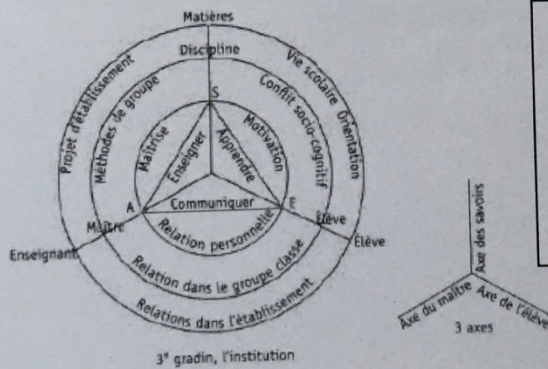 Matières
Discipline
Projet d'établissement
Vie scolaire Orientation
Méthodes de groupe
Conflit socio-cognitif
S
Maîtrise
Motivation
Enseigner
Apprendre
A
Communiquer
E
Maître
Élève
Enseignant
Élève
Relation personnelle
Relation dans le groupe classe
Relations dans l'établissement
3e gradin, l'institution
Axe des savoirs
Axe du maître
Axe de l'élève
3 axes